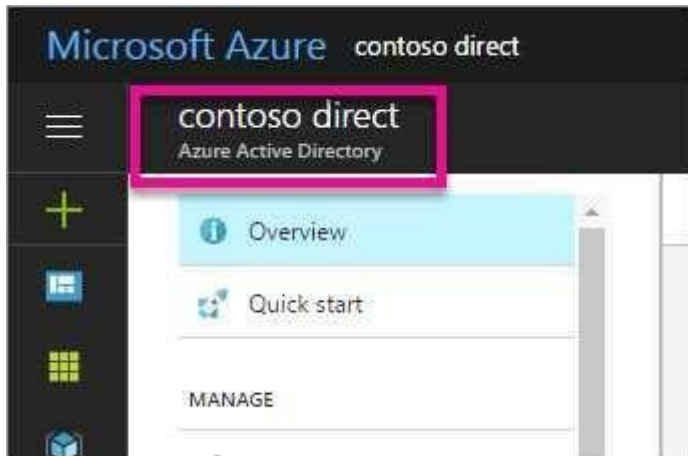 Microsoft Azure contoso direct
contoso direct
Azure Active Directory
Overview
Quick start
MANAGE